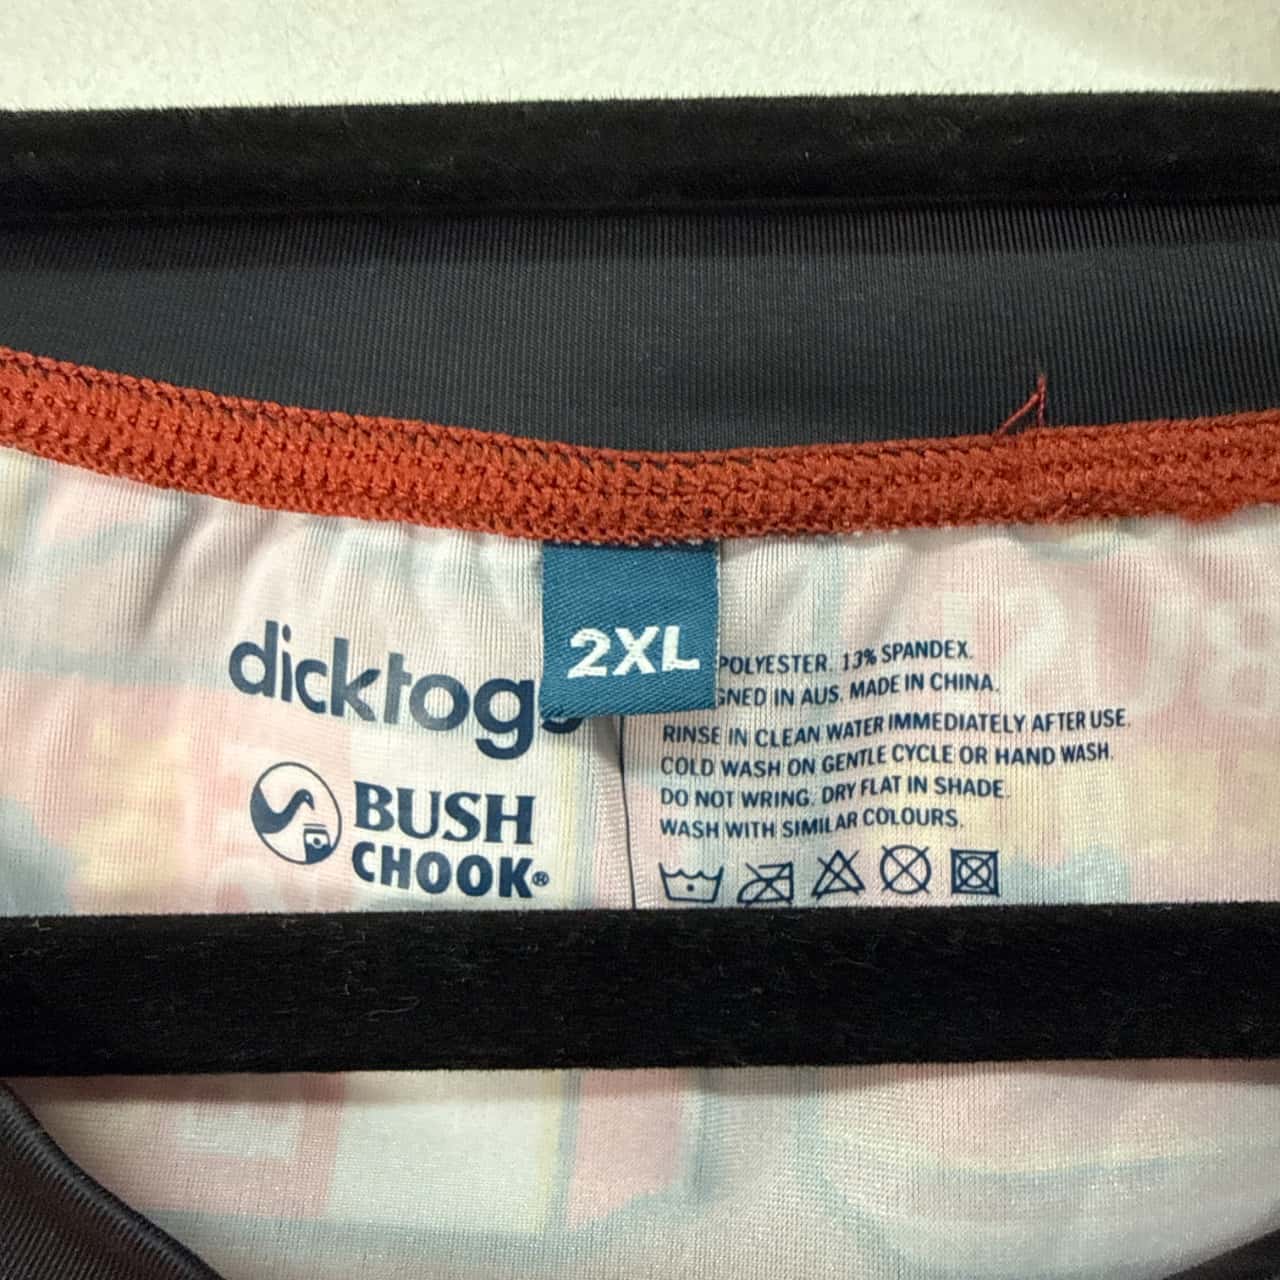 dicktogs
BUSH
CHOOK®
2XL
POLYESTER. 13% SPANDEX.
GNED IN AUS. MADE IN CHINA.
RINSE IN CLEAN WATER IMMEDIATELY AFTER USE.
COLD WASH ON GENTLE CYCLE OR HAND WASH.
DO NOT WRING. DRY FLAT IN SHADE.
WASH WITH SIMILAR COLOURS.